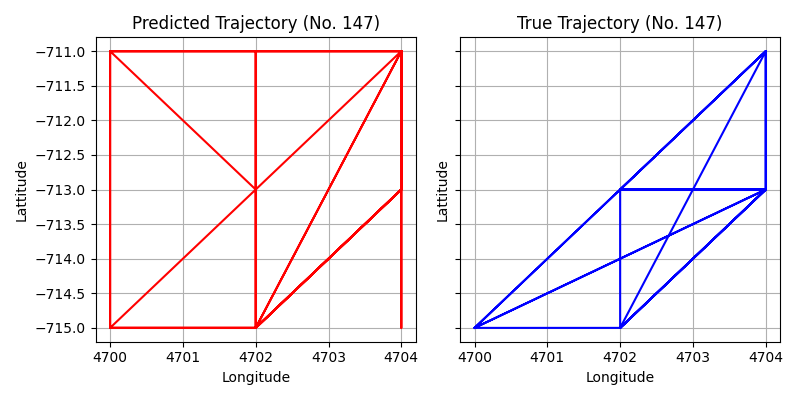 Predicted Trajectory (No. 147)
True Trajectory (No. 147)
Lattitude
−711.0
−711.5
−712.0
−712.5
−713.0
−713.5
−714.0
−714.5
−715.0
4700 4701 4702 4703 4704
Longitude
Lattitude
4700 4701 4702 4703 4704
Longitude